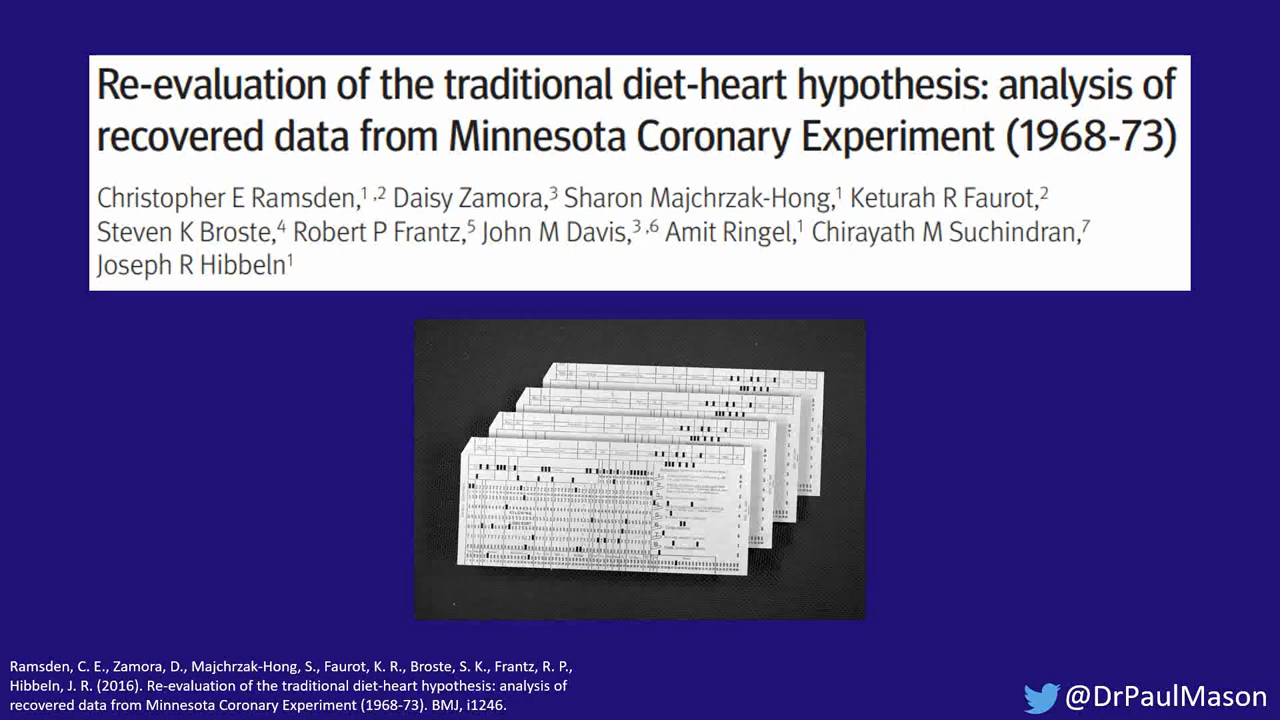 Re-evaluation of the traditional diet-heart hypothesis: analysis of
recovered data from Minnesota Coronary Experiment (1968-73)
Christopher E Ramsden,1 ,2 Daisy Zamora,3 Sharon Majchrzak-Hong,1 Keturah R Faurot,2
Steven K Broste,4 Robert P Frantz,5 John M Davis,3 ,6 Amit Ringel,1 Chirayath M Suchindran,7
Joseph R Hibbeln1
Ramsden, C. E., Zamora, D., Majchrzak-Hong, S., Faurot, K. R., Broste, S. K., Frantz, R. P.,
Hibbeln, J. R. (2016). Re-evaluation of the traditional diet-heart hypothesis: analysis of
recovered data from Minnesota Coronary Experiment (1968-73). BMJ, i1246.
@DrPaulMason